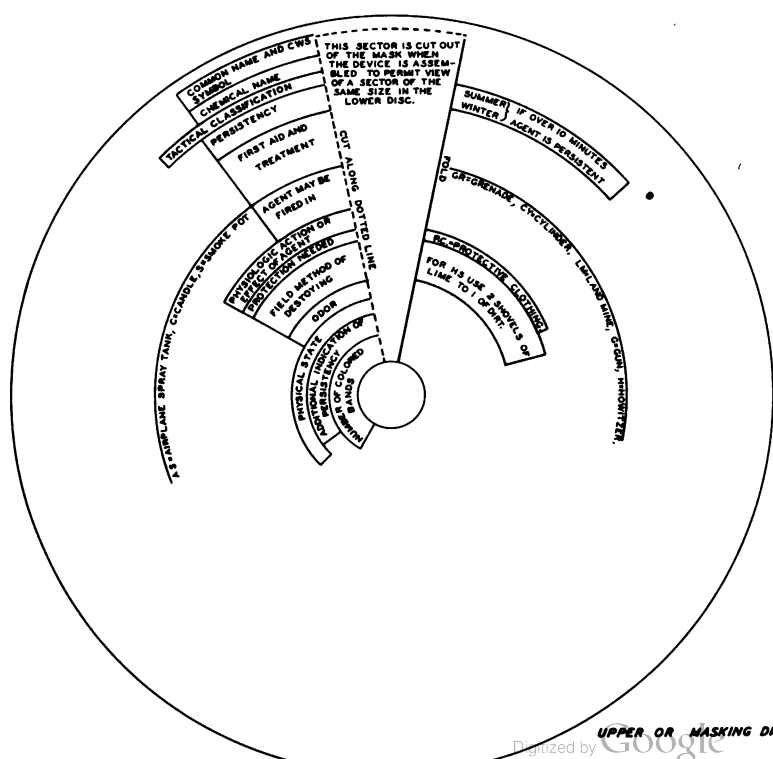 THIS SECTOR IS CUT OUT
OF THE MASK WHEN
THE DEVICE IS ASSEM-
BLED TO PERMIT VIEW
OF A SECTOR OF THE
SAME SIZE IN THE
LOWER DISC.
COMMON NAME AND CWS
SYMBOL
CHEMICAL NAME
TACTICAL CLASSIFICATION
PERSISTENCY
FIRST AID AND
TREATMENT
AGENT MAY BE
FIRED IN
PHYSIOLOGIC ACTION OR
EFFECT OF AGENT
PROTECTION NEEDED
FIELD METHOD OF
DESTOYING
ODOR
PHYSICAL STATE
ADDITIONAL INDICATION OF
PERSISTENCY
NUMBER OF COLORED
BANDS
CUT ALONG DOTTED LINE
FOLD
SUMMER
WINTER
IF OVER 10 MINUTES
AGENT IS PERSISTENT
A S=AIRPLANE SPRAY TANK, C=CANDLE, S=SMOKE POT
GR=GRENADE, CY=CYLINDER, LM=LAND MINE, G=GUN, H=HOWITZER,
P.C.=PROTECTIVE CLOTHING
FOR HS USE 2 SHOVELS OF
LIME TO 1 OF DIRT.
UPPER OR MASKING DI
Digitized by Google